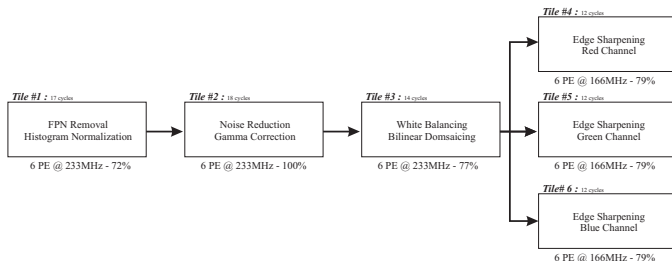 Tile #1 : 17 cycles
FPN Removal
Histogram Normalization
6 PE @ 233MHz - 72%
Tile #2 : 18 cycles
Noise Reduction
Gamma Correction
6 PE @ 233MHz - 100%
Tile #3 : 14 cycles
White Balancing
Bilinear Domsaicing
6 PE @ 233MHz - 77%
Tile #4 : 12 cycles
Edge Sharpening
Red Channel
6 PE @ 166MHz - 79%
Tile #5 : 12 cycles
Edge Sharpening
Green Channel
6 PE @ 166MHz - 79%
Tile# 6 : 12 cycles
Edge Sharpening
Blue Channel
6 PE @ 166MHz - 79%